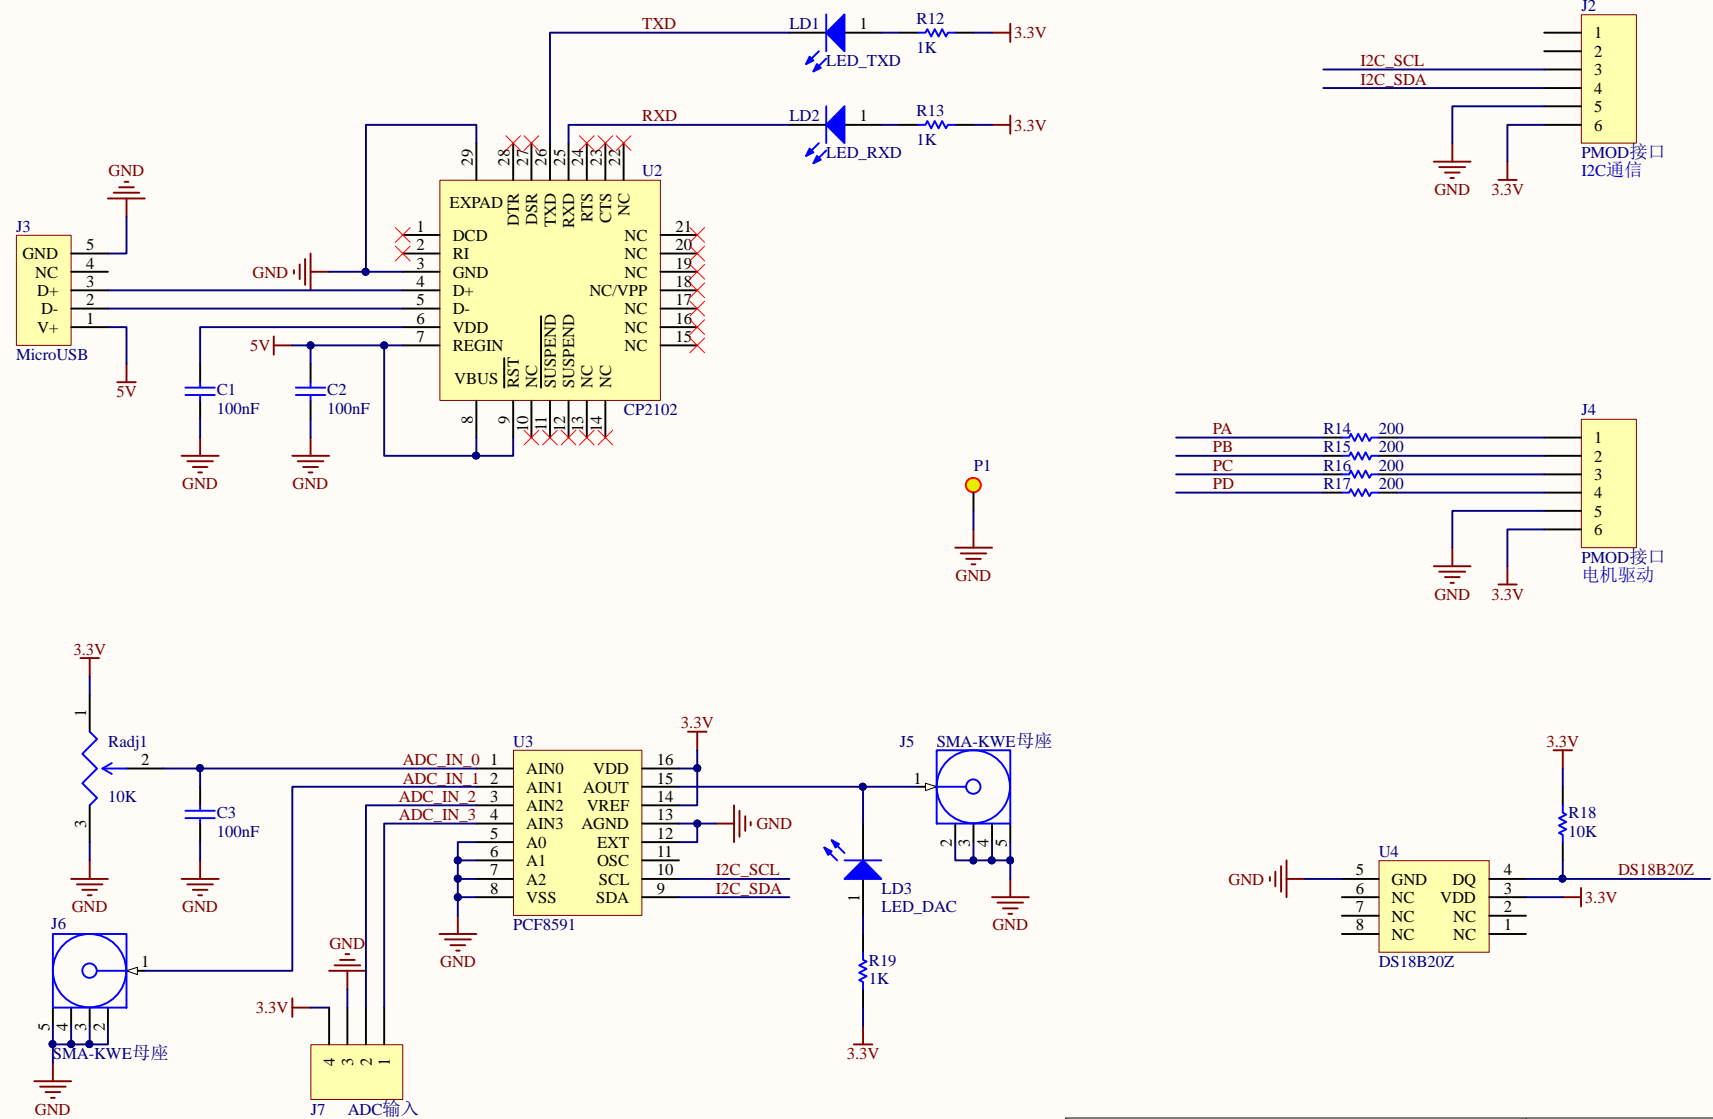 TXD
LD1
1
R12
1K
3.3V
LED_TXD
RXD
LD2
1
R13
1K
3.3V
LED_RXD
J2
1
2
I2C_SCL
3
I2C_SDA
4
5
6
PMOD接口
I2C通信
GND
3.3V
GND
J3
GND 5
NC 4
D+ 3
D- 2
V+ 1
MicroUSB
5V
U2
29 28 27 26 25 24 23 22
EXPAD DTR DSR TXD RXD RTS CTS NC
1 DCD
2 RI
GND
3 GND
4 D+
5 D-
6 VDD
5V
7 REGIN
NC 21
NC 20
NC 19
NC/VPP 18
NC 17
NC 16
NC 15
VBUS RST NC SUSPEND SUSPEND NC NC
8 9 10 11 12 13 14
CP2102
C1
100nF
GND
C2
100nF
GND
P1
GND
J4
PA R14 200 1
PB R15 200 2
PC R16 200 3
PD R17 200 4
5
6
PMOD接口
电机驱动
GND
3.3V
3.3V
1
Radj1
2
10K
3
GND
C3
100nF
GND
U3
ADC_IN_0 1 AIN0
ADC_IN_1 2 AIN1
ADC_IN_2 3 AIN2
ADC_IN_3 4 AIN3
5 A0
6 A1
7 A2
8 VSS
3.3V
VDD 16
AOUT 15
VREF 14
AGND 13
GND
EXT 12
OSC 11
SCL 10 I2C_SCL
SDA 9 I2C_SDA
PCF8591
GND
J5
SMA-KWE母座
1
2 3 4 5
GND
LD3
LED_DAC
1
R19
1K
3.3V
J6
1
5 4 3 2
SMA-KWE母座
GND
GND
3.3V
4 3 2 1
J7
ADC输入
3.3V
R18
10K
U4
GND
5 GND
6 NC
7 NC
8 NC
DQ 4
DS18B20Z
VDD 3
3.3V
NC 2
NC 1
DS18B20Z